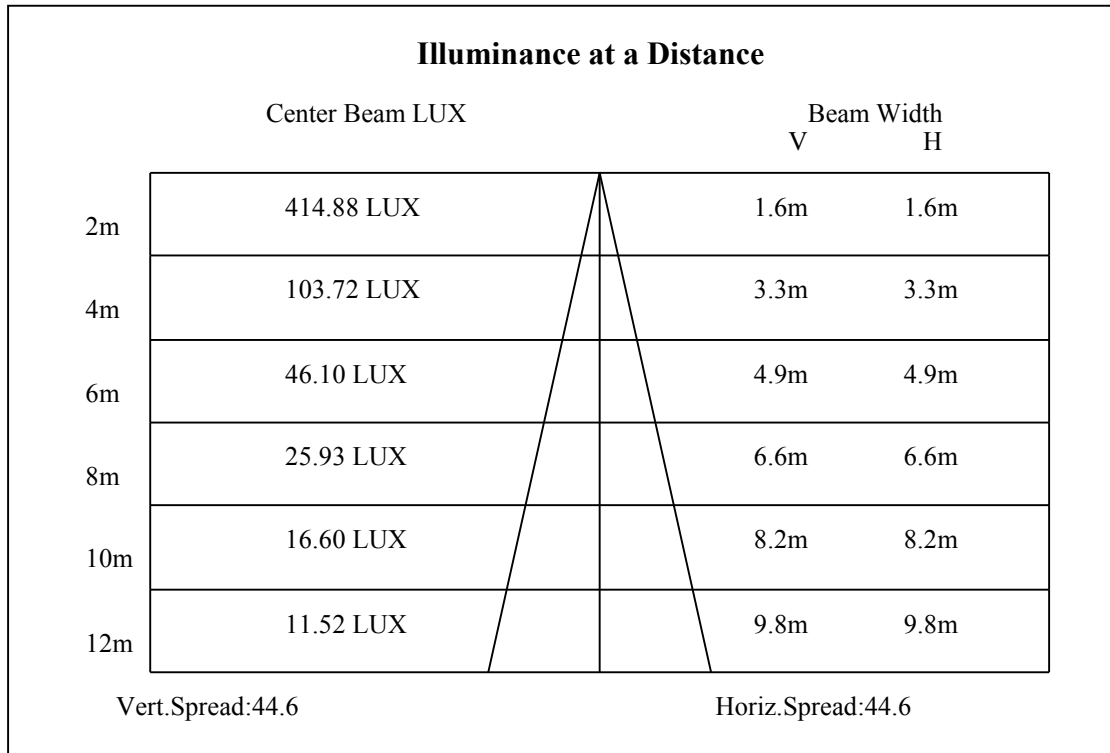 Illuminance at a Distance
Center Beam LUX Beam Width
V H
2m 414.88 LUX 1.6m 1.6m
4m 103.72 LUX 3.3m 3.3m
6m 46.10 LUX 4.9m 4.9m
8m 25.93 LUX 6.6m 6.6m
10m 16.60 LUX 8.2m 8.2m
12m 11.52 LUX 9.8m 9.8m
Vert.Spread:44.6 Horiz.Spread:44.6